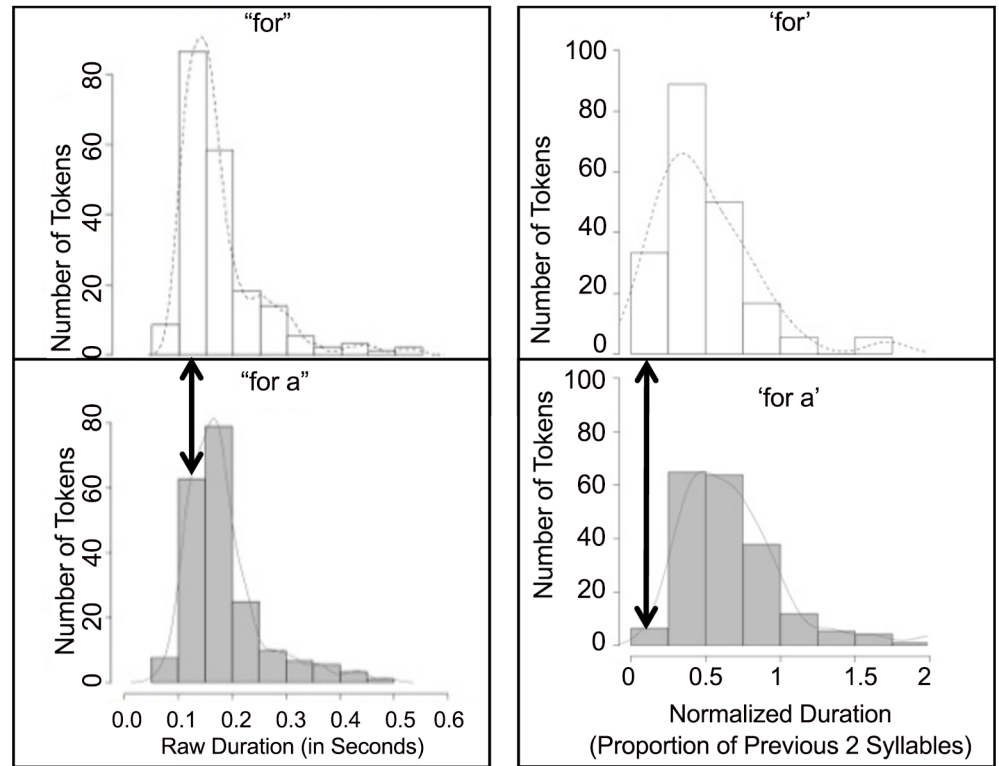 “for”
Number of Tokens
80
60
40
20
0
‘for’
Number of Tokens
100
80
60
40
20
0
“for a”
Number of Tokens
80
60
40
20
0
0.0 0.1 0.2 0.3 0.4 0.5 0.6
Raw Duration (in Seconds)
‘for a’
Number of Tokens
100
80
60
40
20
0
0 0.5 1 1.5 2
Normalized Duration
(Proportion of Previous 2 Syllables)